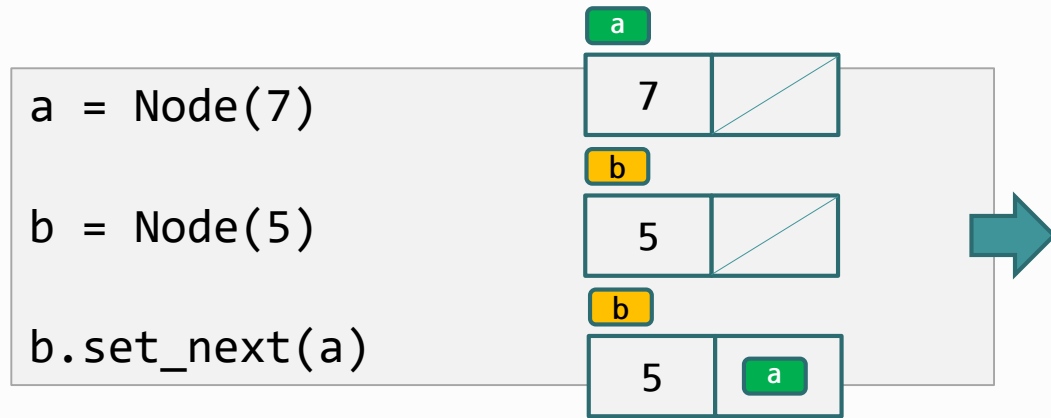 a
a = Node(7)
7
b
b = Node(5)
5
b
b.set_next(a)
5
a